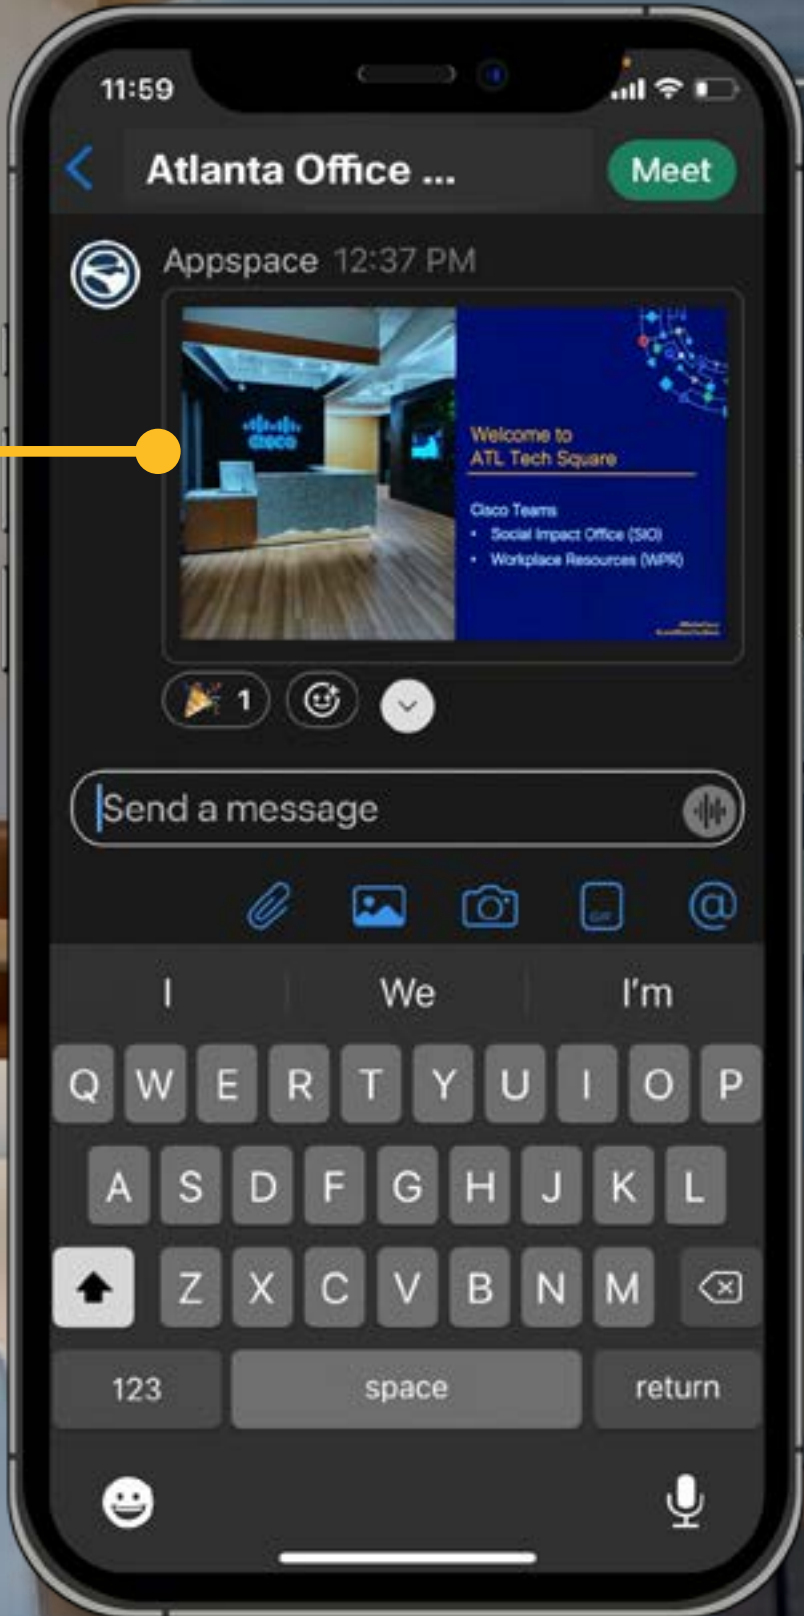 11:59
Atlanta Office ...
Meet
Appspace 12:37 PM
CISCO
Welcome to
ATL Tech Square
Cisco Teams
• Social Impact Office (SIO)
• Workplace Resources (WPR)
1
Send a message
GIF
@
I We I'm
Q W E R T Y U I O P
A S D F G H J K L
Z X C V B N M
123 space return